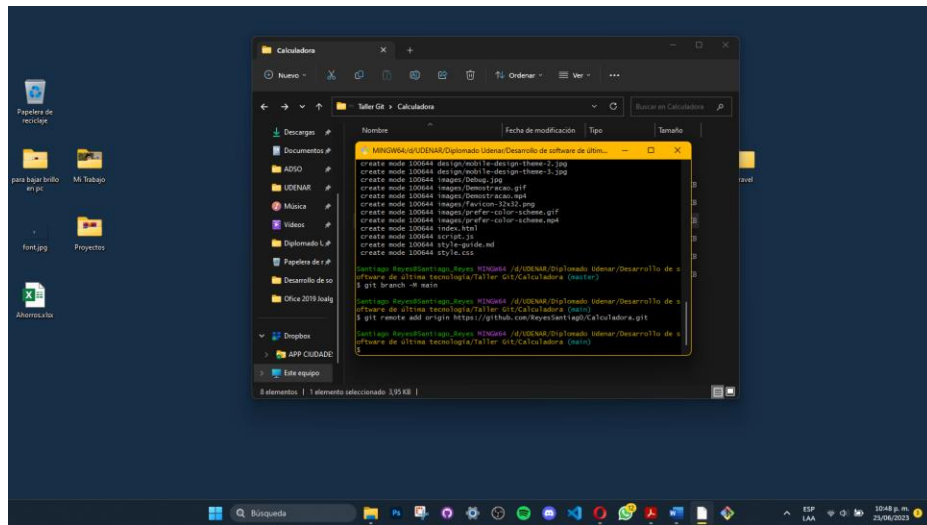 Calculadora
Nuevo
Ordenar
Ver
Taller Git > Calculadora
Buscar en Calculadora
Nombre
Fecha de modificación
Tipo
Tamaño
Descargas
Documentos
ADSO
UDENAR
Música
Videos
Diplomado L
Papelera de r
Desarrollo de so
Ofice 2019 Joalg
Dropbox
APP CIUDADE
Este equipo
8 elementos | 1 elemento seleccionado 3,95 KB |
MINGW64:/d/UDENAR/Diplomado Udenar/Desarrollo de software de últim...
create mode 100644 design/mobile-design-theme-2.jpg
create mode 100644 design/mobile-design-theme-3.jpg
create mode 100644 images/Debug.jpg
create mode 100644 images/Demostracao.gif
create mode 100644 images/Demostracao.mp4
create mode 100644 images/favicon-32x32.png
create mode 100644 images/prefer-color-scheme.gif
create mode 100644 images/prefer-color-scheme.mp4
create mode 100644 index.html
create mode 100644 script.js
create mode 100644 style-guide.md
create mode 100644 style.css
Santiago Reyes@Santiago_Reyes MINGW64 /d/UDENAR/Diplomado Udenar/Desarrollo de s
oftware de última tecnología/Taller Git/Calculadora (master)
$ git branch -M main
Santiago Reyes@Santiago_Reyes MINGW64 /d/UDENAR/Diplomado Udenar/Desarrollo de s
oftware de última tecnología/Taller Git/Calculadora (main)
$ git remote add origin https://github.com/ReyesSantiag0/Calculadora.git
Santiago Reyes@Santiago_Reyes MINGW64 /d/UDENAR/Diplomado Udenar/Desarrollo de s
oftware de última tecnología/Taller Git/Calculadora (main)
$
Papelera de
reciclaje
para bajar brillo
en pc
Mi Trabajo
font.jpg
Proyectos
Ahorros.xlsx
ravel
Búsqueda
ESP
LAA
10:48 p. m.
25/06/2023